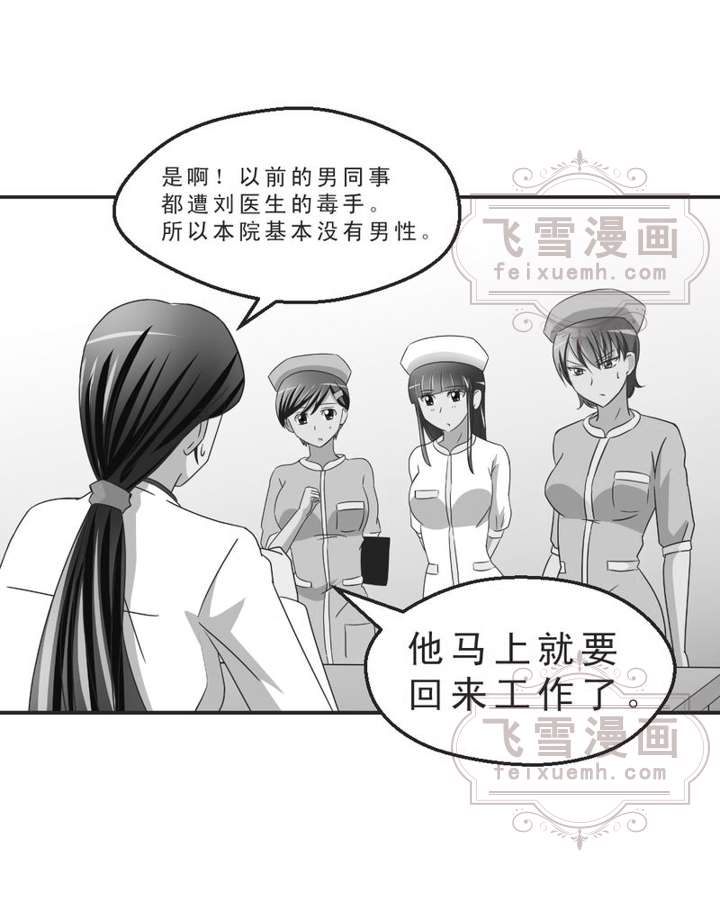 是啊！以前的男同事
都遭刘医生的毒手。
所以本院基本没有男性。
飞雪漫画
feixuemh.com
他马上就要
回来工作了。
飞雪漫画
feixuemh.com